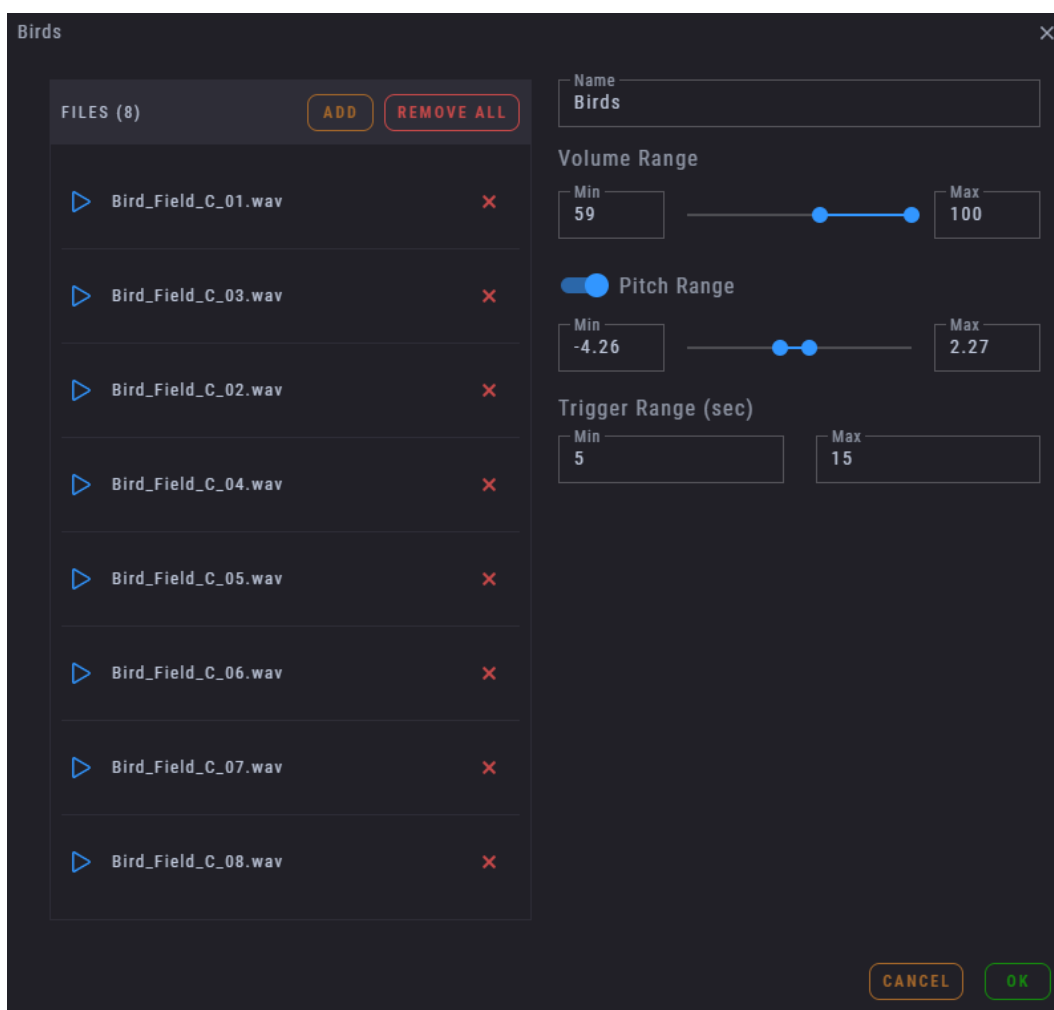 Birds
FILES (8)
ADD
REMOVE ALL
Bird_Field_C_01.wav
Bird_Field_C_03.wav
Bird_Field_C_02.wav
Bird_Field_C_04.wav
Bird_Field_C_05.wav
Bird_Field_C_06.wav
Bird_Field_C_07.wav
Bird_Field_C_08.wav
Name
Birds
Volume Range
Min
59
Max
100
Pitch Range
Min
-4.26
Max
2.27
Trigger Range (sec)
Min
5
Max
15
CANCEL
OK